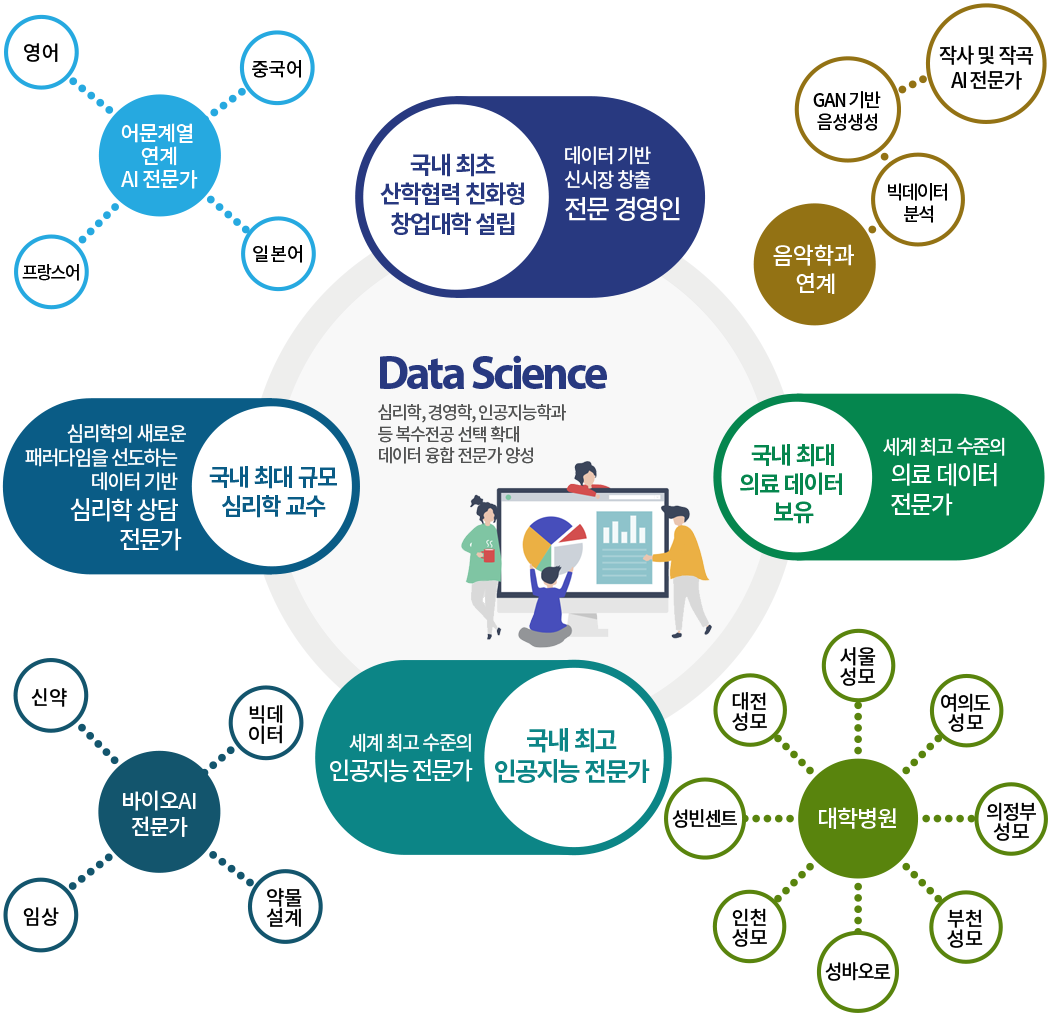 영어
중국어
어문계열
연계
AI 전문가
프랑스어
일본어
국내 최초
산학협력 친화형
창업대학 설립
데이터 기반
신시장 창출
전문 경영인
작사 및 작곡
AI 전문가
GAN 기반
음성생성
빅데이터
분석
음악학과
연계
Data Science
심리학, 경영학, 인공지능학과
등 복수전공 선택 확대
데이터 융합 전문가 양성
심리학의 새로운
패러다임을 선도하는
데이터 기반
심리학 상담
전문가
국내 최대 규모
심리학 교수
국내 최대
의료 데이터
보유
세계 최고 수준의
의료 데이터
전문가
신약
빅데
이터
바이오AI
전문가
임상
약물
설계
세계 최고 수준의
인공지능 전문가
국내 최고
인공지능 전문가
서울
성모
대전
성모
여의도
성모
성빈센트
대학병원
의정부
성모
인천
성모
부천
성모
성바오로